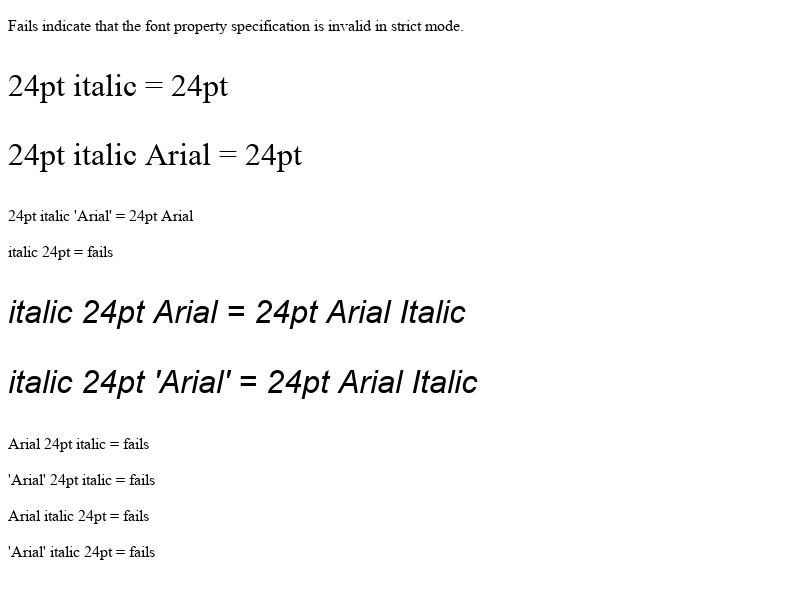 Fails indicate that the font property specification is invalid in strict mode.
24pt italic = 24pt
24pt italic Arial = 24pt
24pt italic 'Arial' = 24pt Arial
italic 24pt = fails
italic 24pt Arial = 24pt Arial Italic
italic 24pt 'Arial' = 24pt Arial Italic
Arial 24pt italic = fails
'Arial' 24pt italic = fails
Arial italic 24pt = fails
'Arial' italic 24pt = fails